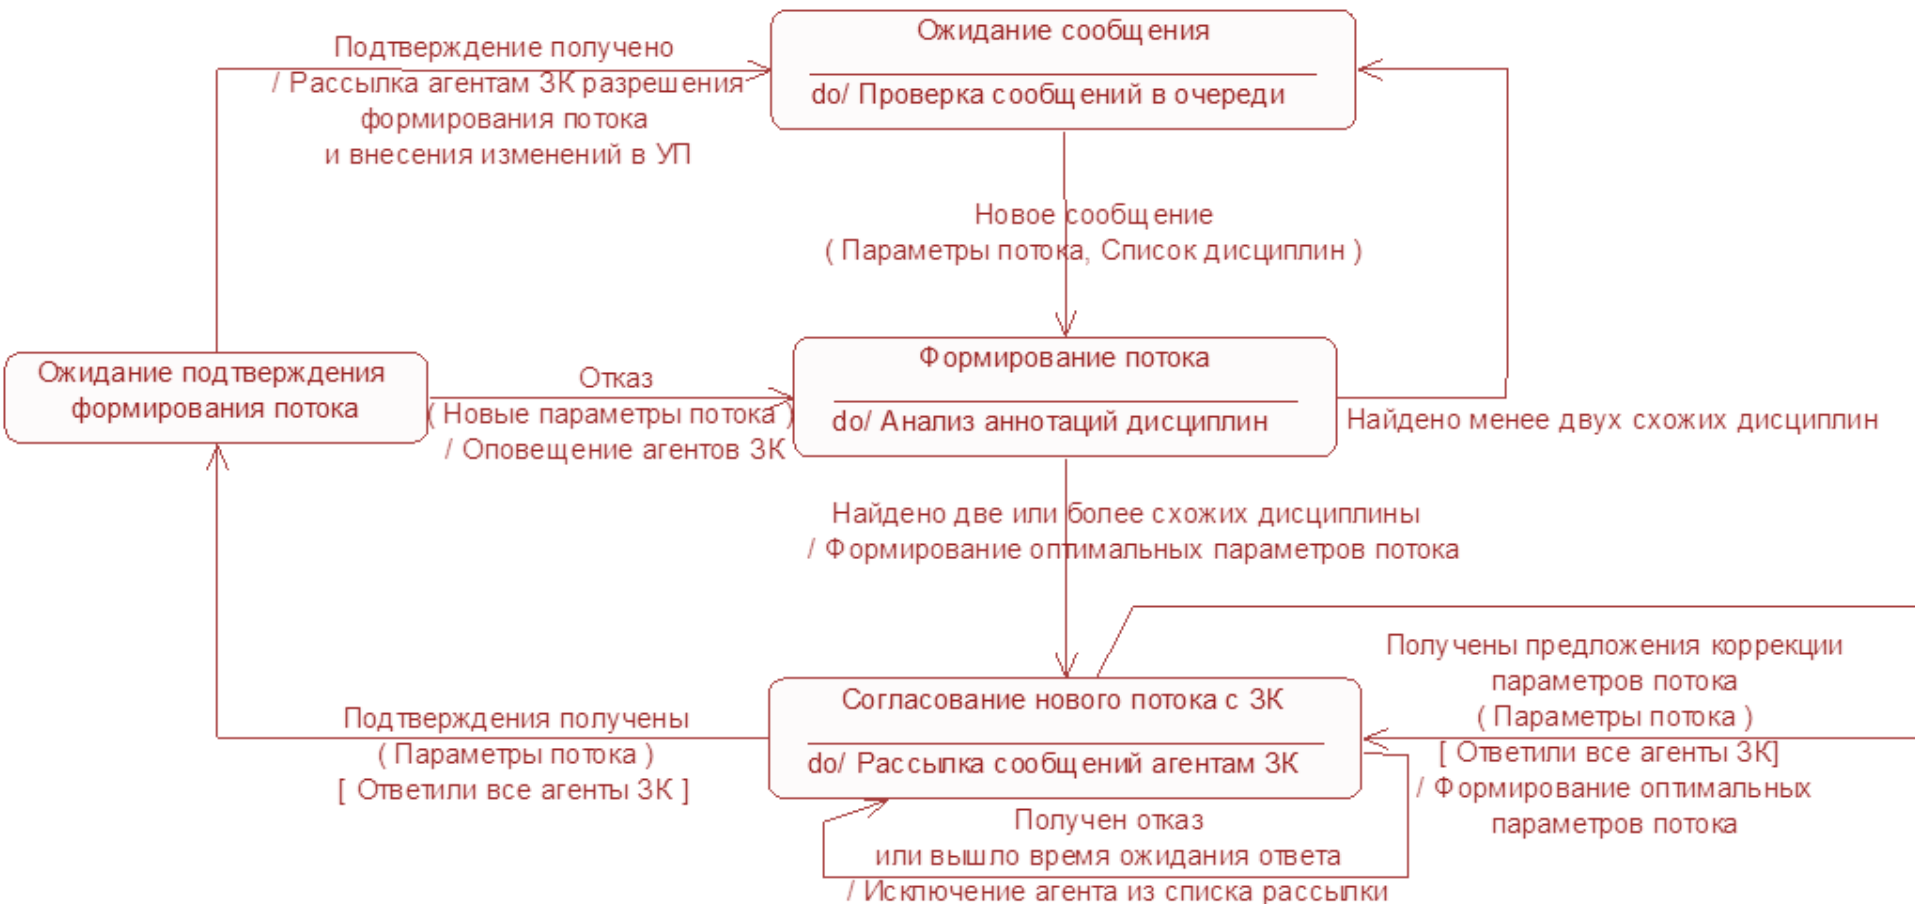 Ожидание сообщения
do/ Проверка сообщений в очереди
Подтверждение получено
/ Рассылка агентам ЗК разрешения
формирования потока
и внесения изменений в УП
Новое сообщение
( Параметры потока, Список дисциплин )
Ожидание подтверждения
формирования потока
Отказ
( Новые параметры потока )
/ Оповещение агентов ЗК
Формирование потока
do/ Анализ аннотаций дисциплин
Найдено менее двух схожих дисциплин
Найдено две или более схожих дисциплины
/ Формирование оптимальных параметров потока
Подтверждения получены
( Параметры потока )
[ Ответили все агенты ЗК ]
Согласование нового потока с ЗК
do/ Рассылка сообщений агентам ЗК
Получены предложения коррекции
параметров потока
( Параметры потока )
[ Ответили все агенты ЗК]
/ Формирование оптимальных
параметров потока
Получен отказ
или вышло время ожидания ответа
/ Исключение агента из списка рассылки